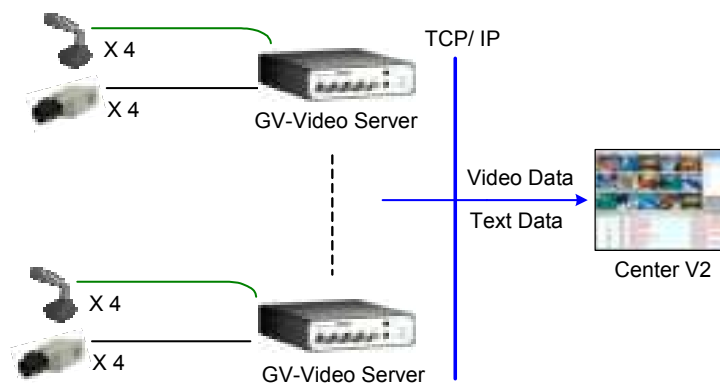 X 4
TCP/ IP
X 4
GV-Video Server
Video Data
Text Data
Center V2
X 4
X 4
GV-Video Server